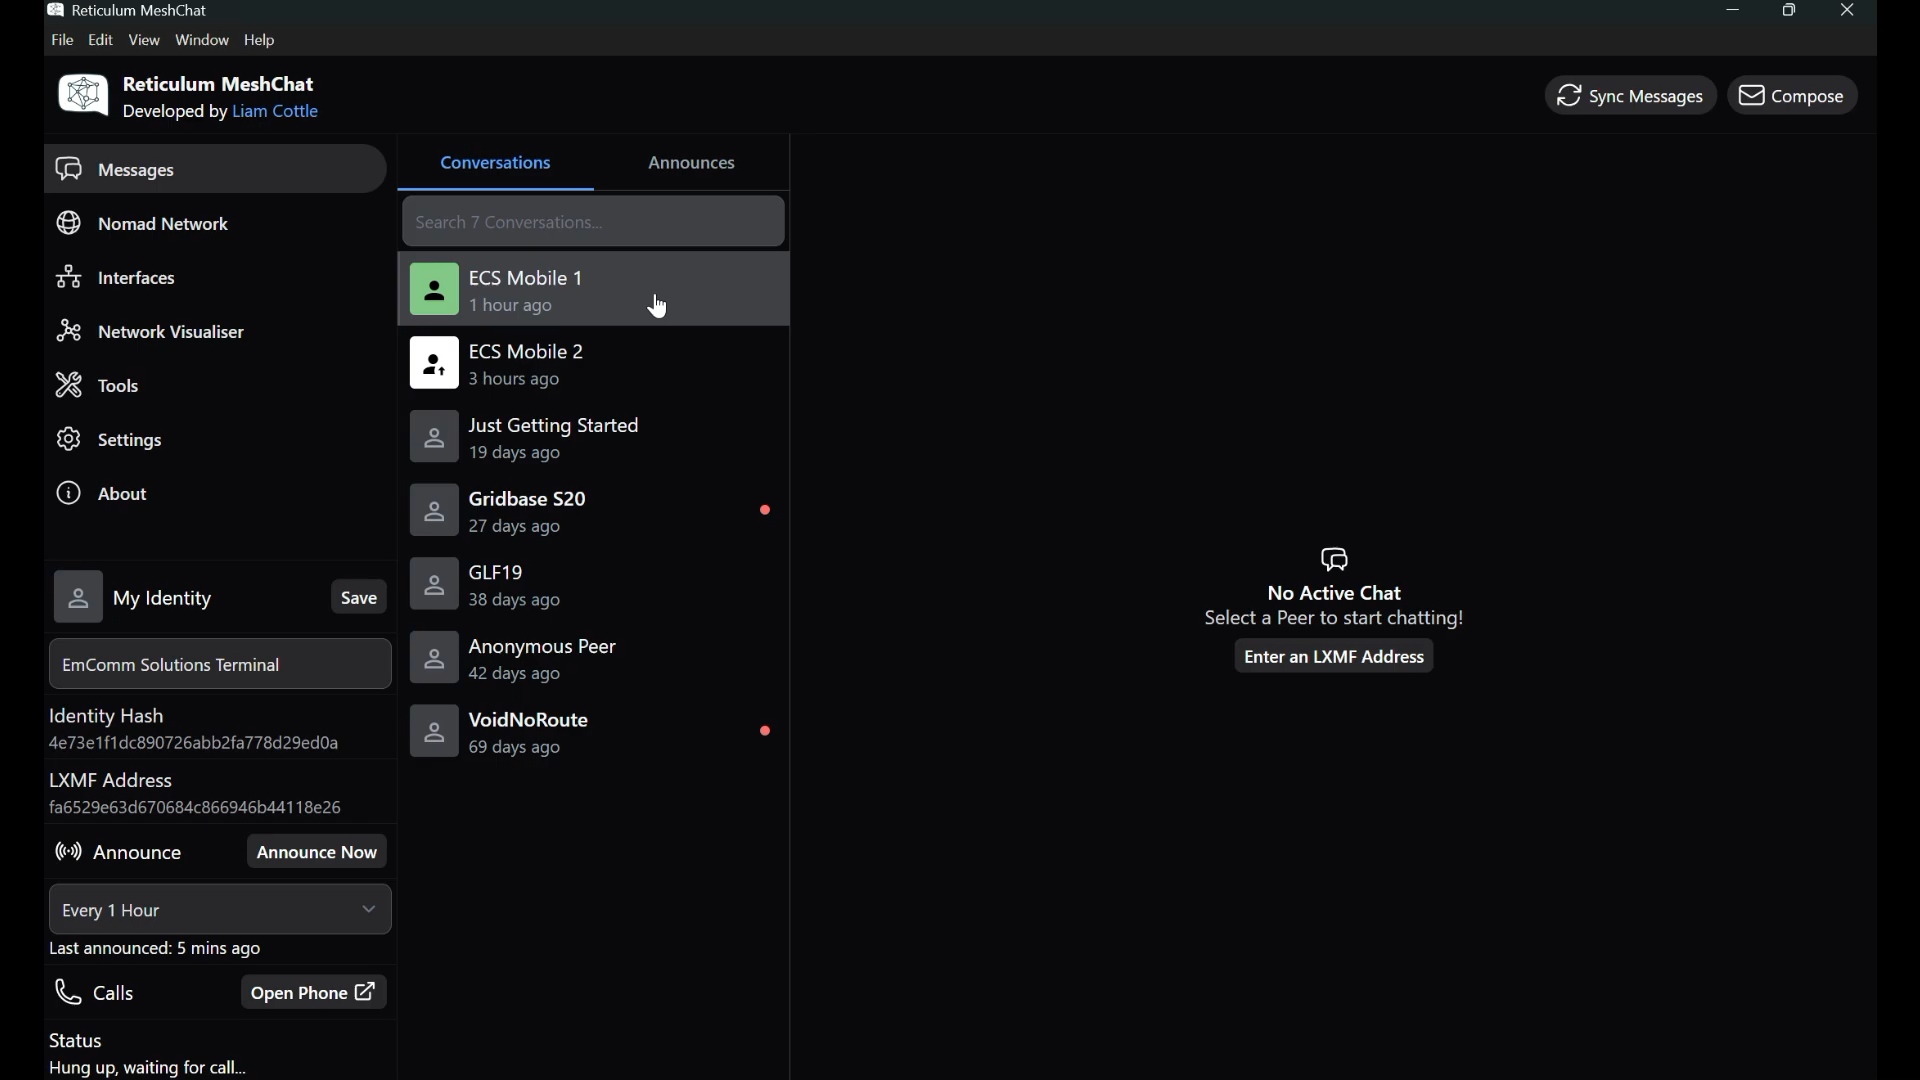 Reticulum MeshChat
File Edit View Window Help
Reticulum MeshChat
Developed by Liam Cottle
Sync Messages
Compose
Messages
Nomad Network
Interfaces
Network Visualiser
Tools
Settings
About
My Identity
Save
EmComm Solutions Terminal
Identity Hash
4e73e1f1dc890726abb2fa778d29ed0a
LXMF Address
fa6529e63d670684c866946b44118e26
Announce
Announce Now
Every 1 Hour
Last announced: 5 mins ago
Calls
Open Phone
Status
Hung up, waiting for call...
Conversations
Announces
Search 7 Conversations...
ECS Mobile 1
1 hour ago
ECS Mobile 2
3 hours ago
Just Getting Started
19 days ago
Gridbase S20
27 days ago
GLF19
38 days ago
Anonymous Peer
42 days ago
VoidNoRoute
69 days ago
No Active Chat
Select a Peer to start chatting!
Enter an LXMF Address